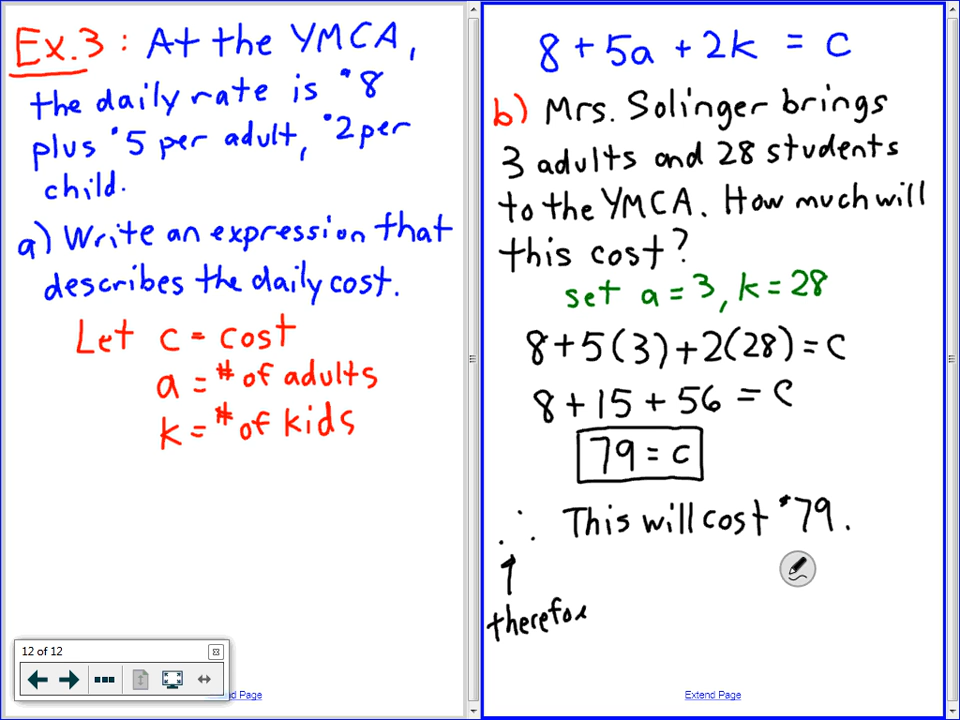 Ex.3: At the YMCA,
the daily rate is $8
plus $5 per adult, $2 per
child.
a) Write an expression that
describes the daily cost.
Let c = cost
a = # of adults
k = # of kids
12 of 12
Extend Page
8 + 5a + 2k = C
b) Mrs. Solinger brings
3 adults and 28 students
to the YMCA. How much will
this cost?
set a = 3, k = 28
8 + 5(3) + 2(28) = C
8 + 15 + 56 = C
79 = C
∴ This will cost $79.
↑
therefore
Extend Page